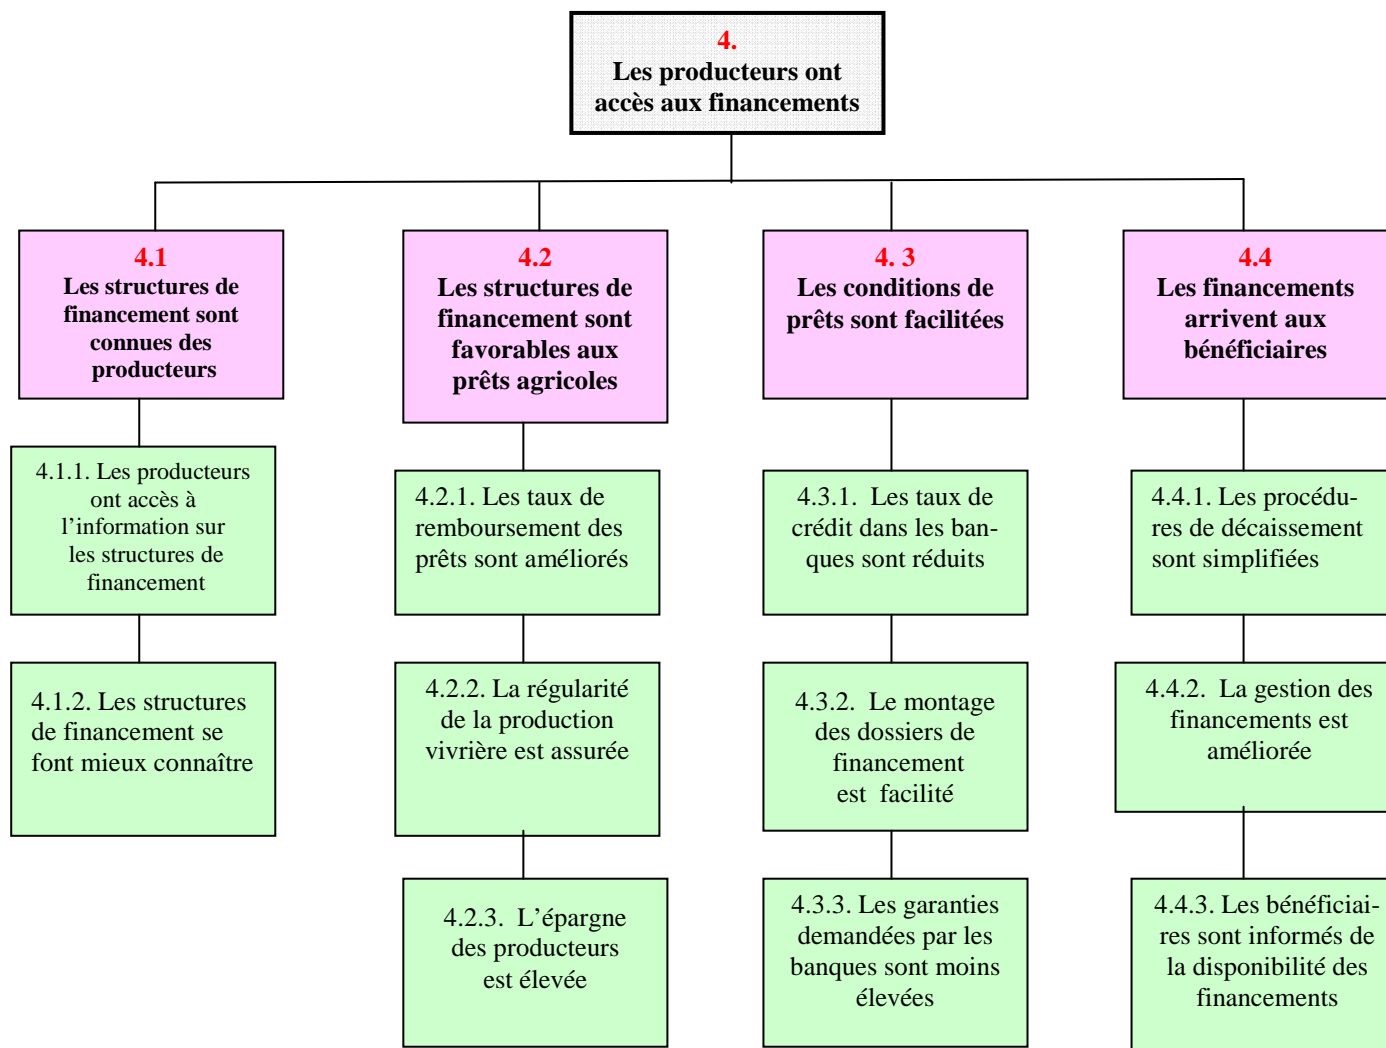 4.
Les producteurs ont
accès aux financements
4.1
Les structures de
financement sont
connues des
producteurs
4.2
Les structures de
financement sont
favorables aux
prêts agricoles
4. 3
Les conditions de
prêts sont facilitées
4.4
Les financements
arrivent aux
bénéficiaires
4.1.1. Les producteurs
ont accès à
l’information sur
les structures de
financement
4.2.1. Les taux de
remboursement des
prêts sont améliorés
4.3.1.  Les taux de
crédit dans les ban-
ques sont réduits
4.4.1. Les procédu-
res de décaissement
sont simplifiées
4.1.2. Les structures
de financement se
font mieux connaître
4.2.2. La régularité
de la production
vivrière est assurée
4.3.2.  Le montage
des dossiers de
financement
est  facilité
4.4.2.  La gestion des
financements est
améliorée
4.2.3.  L’épargne
des producteurs
est élevée
4.3.3. Les garanties
demandées par les
banques sont moins
élevées
4.4.3. Les bénéficiai-
res sont informés de
la disponibilité des
financements